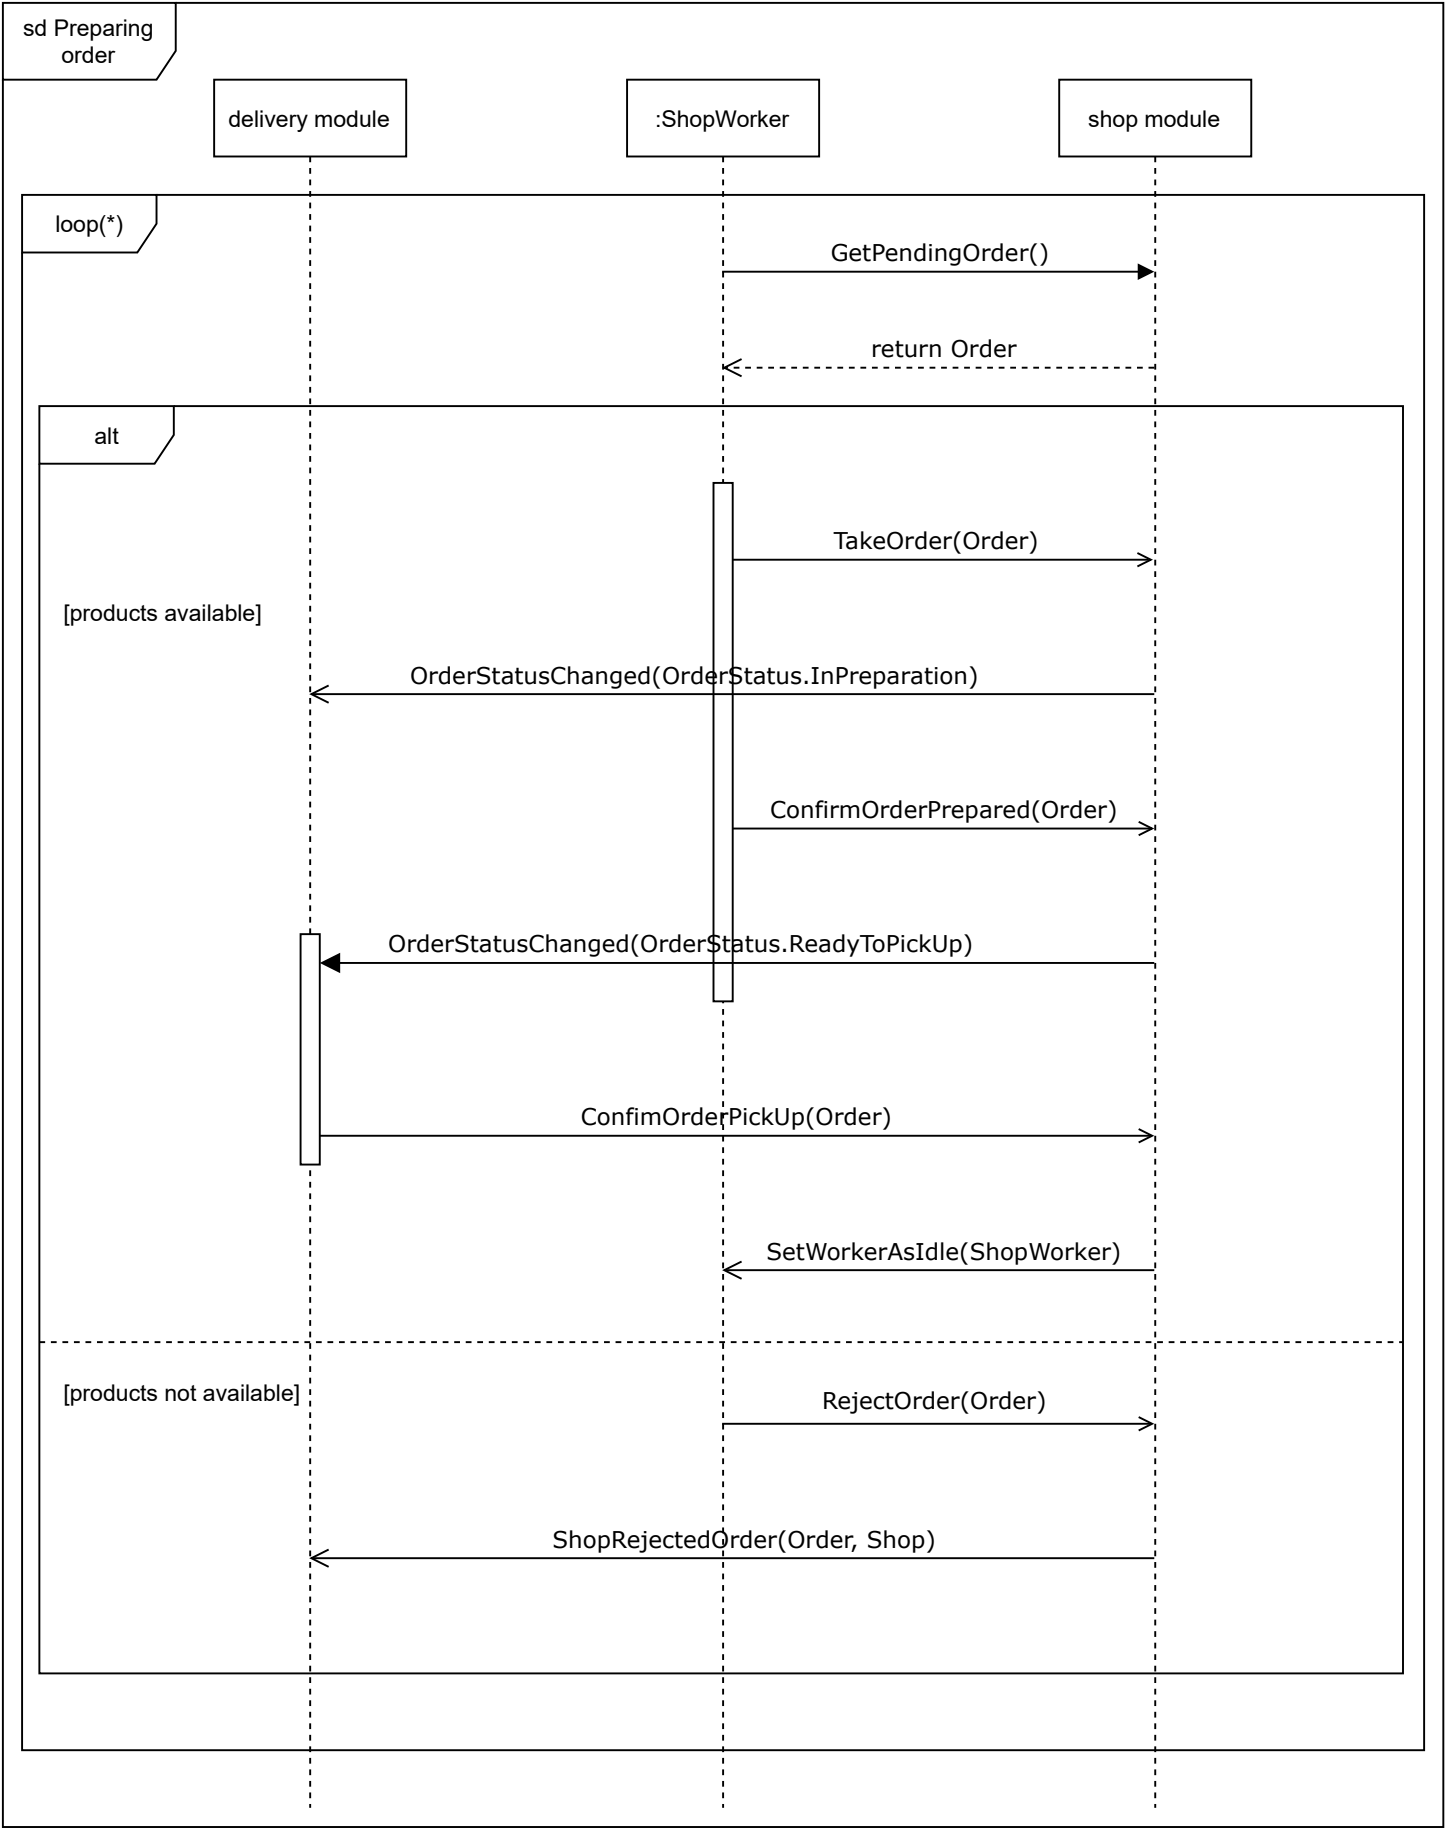 sd Preparing
order
delivery module
:ShopWorker
shop module
loop(*)
GetPendingOrder()
return Order
alt
TakeOrder(Order)
[products available]
OrderStatusChanged(OrderStatus.InPreparation)
ConfirmOrderPrepared(Order)
OrderStatusChanged(OrderStatus.ReadyToPickUp)
ConfimOrderPickUp(Order)
SetWorkerAsIdle(ShopWorker)
[products not available]
RejectOrder(Order)
ShopRejectedOrder(Order, Shop)